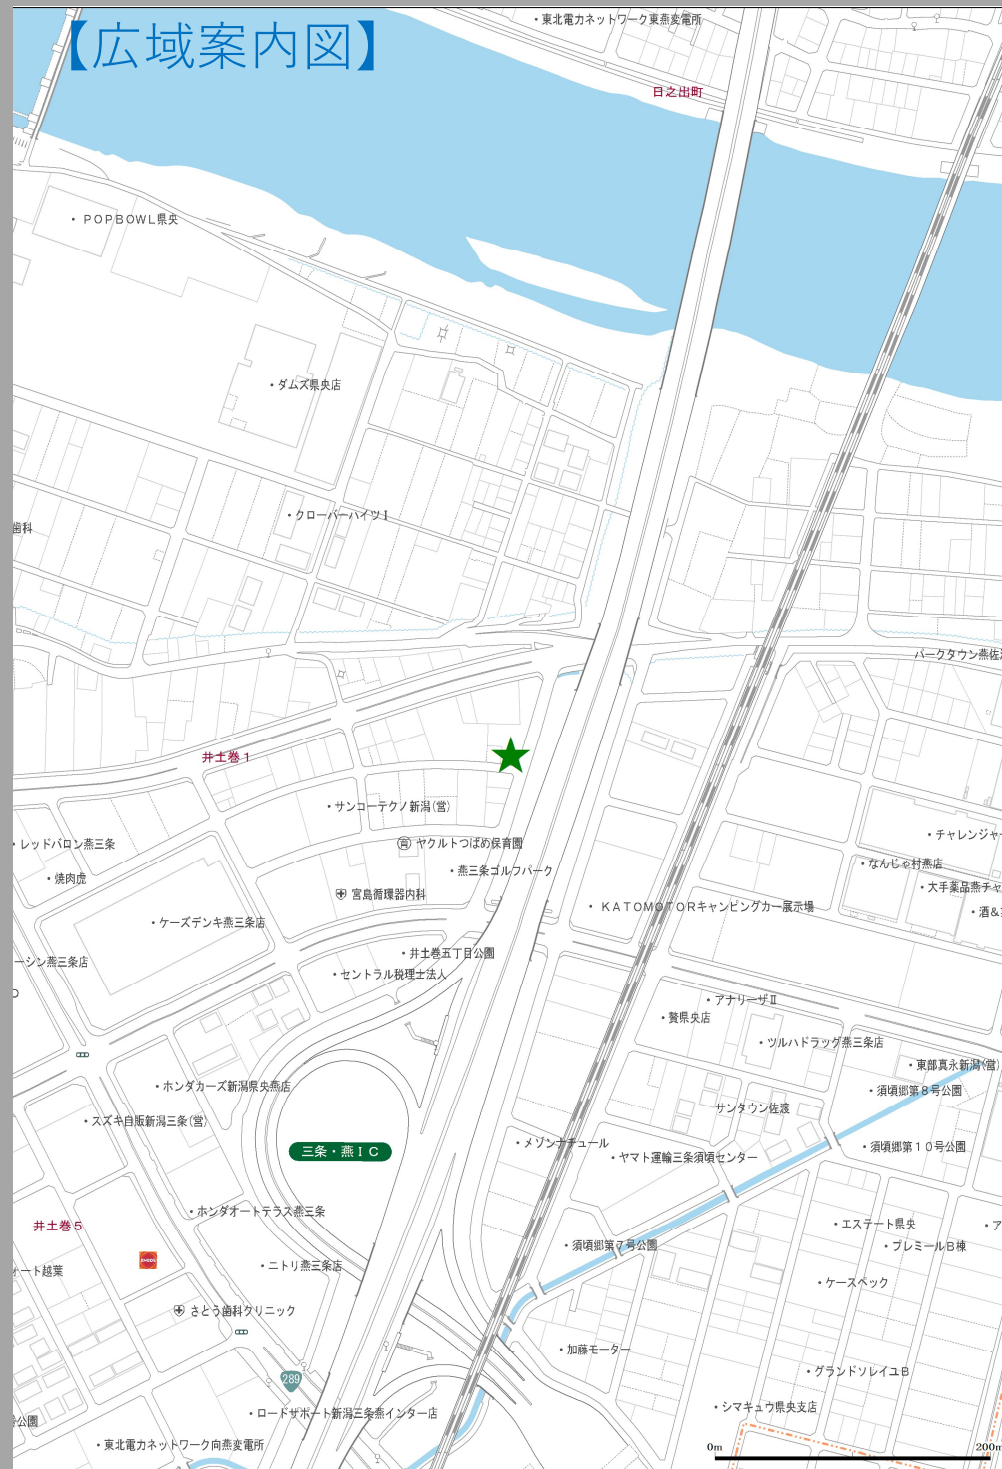 【広域案内図】
・東北電力ネットワーク東燕変電所
日之出町
・ＰＯＰＢＯＷＬ県央
・ダムズ県央店
・クローバーハイツⅠ
歯科
パークタウン燕佐
井土巻１
・サンコーテクノ新潟(営)
・レッドバロン燕三条
育 ヤクルトつばめ保育園
・チャレンジャー
・焼肉虎
・燕三条ゴルフパーク
・なんじゃ村燕店
宮島循環器内科
・大手薬品燕チャ
・ＫＡＴＯＭＯＴＯＲキャンピングカー展示場
・酒＆
・ケーズデンキ燕三条店
・井土巻五丁目公園
ーシン燕三条店
・セントラル税理士法人
・アナリーザⅡ
・贅県央店
・ツルハドラッグ燕三条店
・東部真永新潟(営)
・ホンダカーズ新潟県央燕店
・須頃郷第８号公園
サンタウン佐渡
・スズキ自販新潟三条(営)
・メゾンナチュール
・須頃郷第１０号公園
三条・燕ＩＣ
・ヤマト運輸三条須頃センター
・ホンダオートテラス燕三条
井土巻５
・エステート県央
・ア
・須頃郷第７号公園
・プレミールＢ棟
ート越葉
・ニトリ燕三条店
・ケースベック
さとう歯科クリニック
・加藤モーター
・グランドソレイユＢ
289
・シマキュウ県央支店
・ロードサポート新潟三条燕インター店
公園
・東北電力ネットワーク向燕変電所
0m
200m